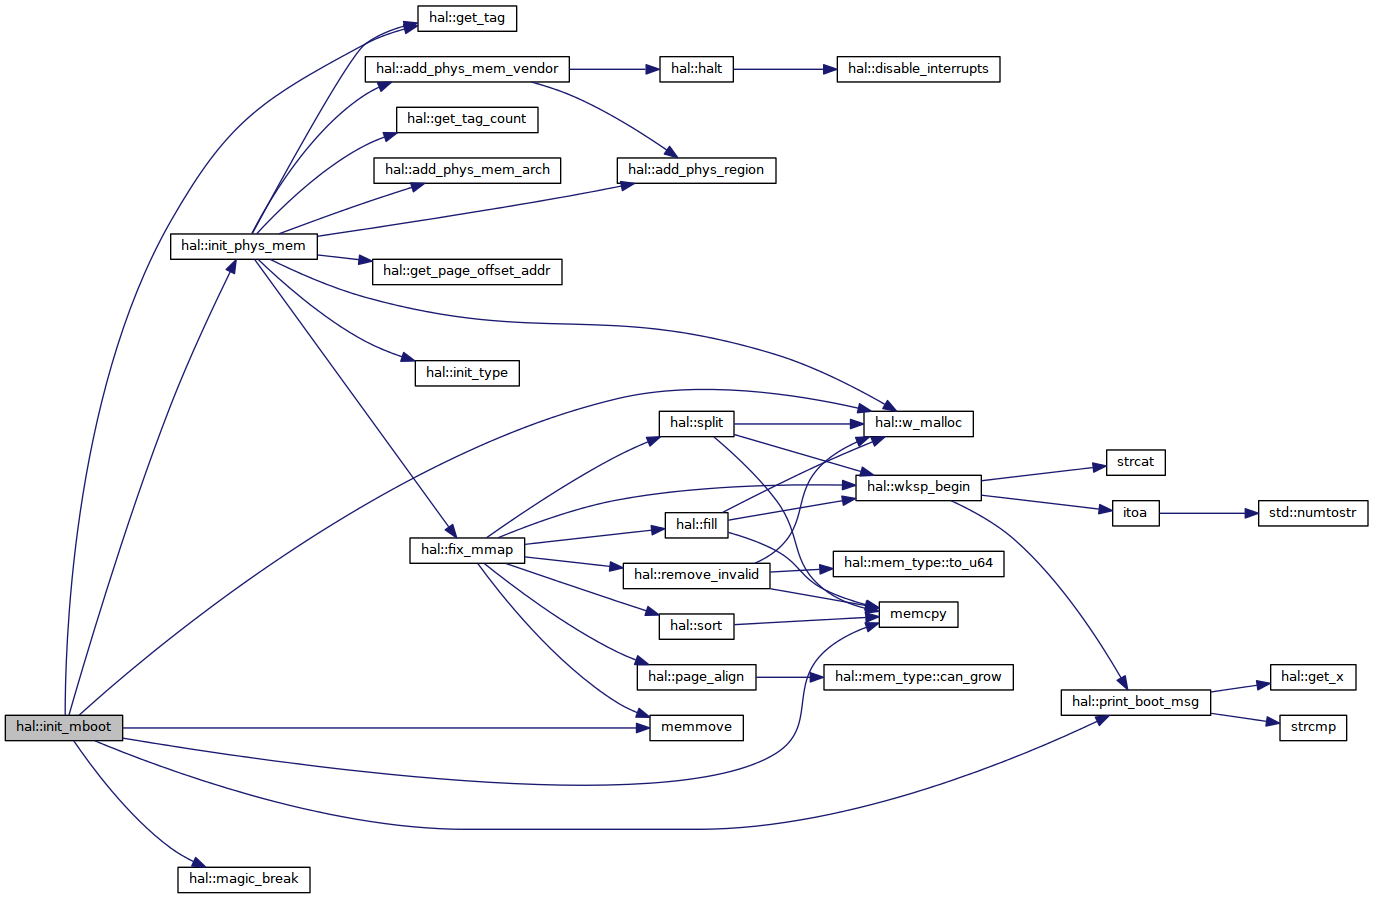 hal::get_tag
hal::add_phys_mem_vendor
hal::halt
hal::disable_interrupts
hal::get_tag_count
hal::add_phys_mem_arch
hal::add_phys_region
hal::init_phys_mem
hal::get_page_offset_addr
hal::init_type
hal::split
hal::w_malloc
strcat
hal::wksp_begin
itoa
std::numtostr
hal::fill
hal::fix_mmap
hal::mem_type::to_u64
hal::remove_invalid
memcpy
hal::sort
hal::page_align
hal::mem_type::can_grow
hal::get_x
hal::print_boot_msg
hal::init_mboot
memmove
strcmp
hal::magic_break